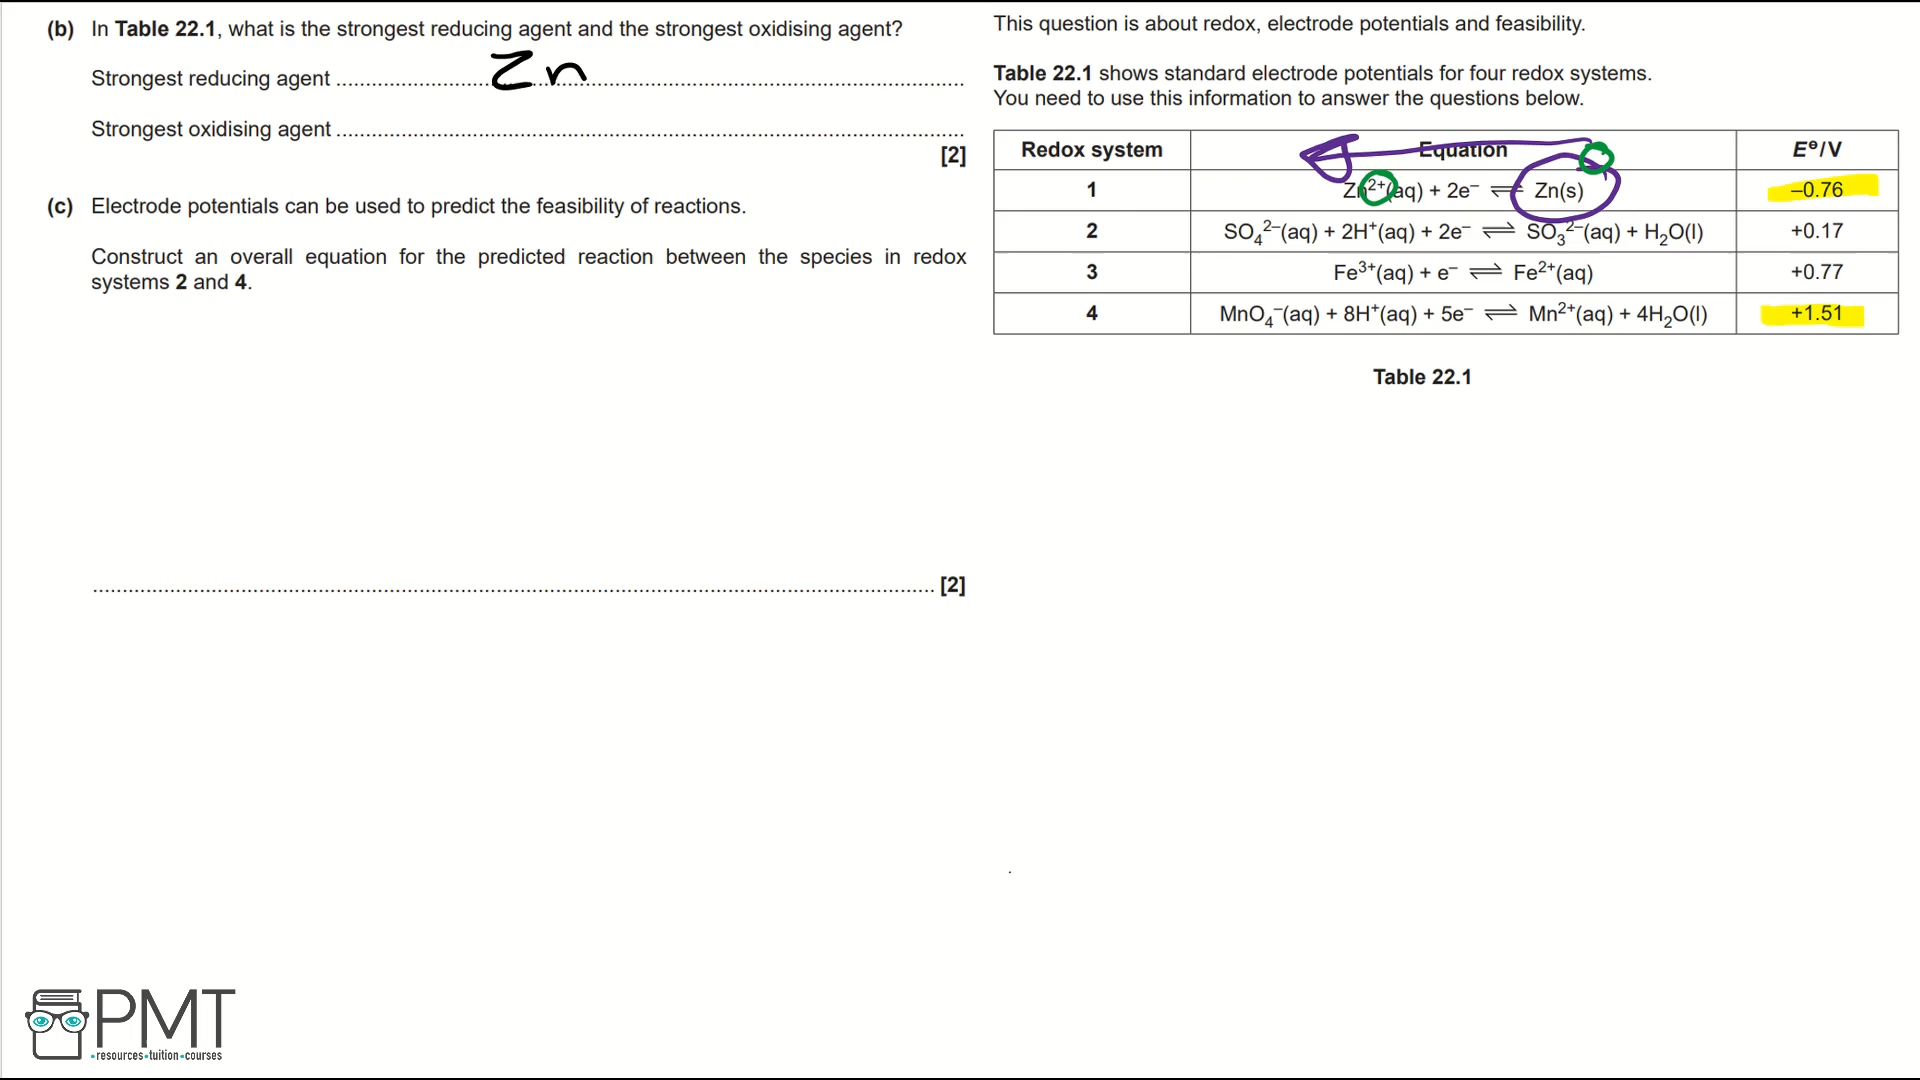 (b) In Table 22.1, what is the strongest reducing agent and the strongest oxidising agent?
Strongest reducing agent ........ Zn ........
Strongest oxidising agent ........
[2]
(c) Electrode potentials can be used to predict the feasibility of reactions.
Construct an overall equation for the predicted reaction between the species in redox
systems 2 and 4.
........ [2]
This question is about redox, electrode potentials and feasibility.
Table 22.1 shows standard electrode potentials for four redox systems.
You need to use this information to answer the questions below.
Redox system Equation E⦵/V
1 Zn²⁺(aq) + 2e⁻ ⇌ Zn(s) –0.76
2 SO₄²⁻(aq) + 2H⁺(aq) + 2e⁻ ⇌ SO₃²⁻(aq) + H₂O(l) +0.17
3 Fe³⁺(aq) + e⁻ ⇌ Fe²⁺(aq) +0.77
4 MnO₄⁻(aq) + 8H⁺(aq) + 5e⁻ ⇌ Mn²⁺(aq) + 4H₂O(l) +1.51
Table 22.1
PMT
•resources•tuition•courses